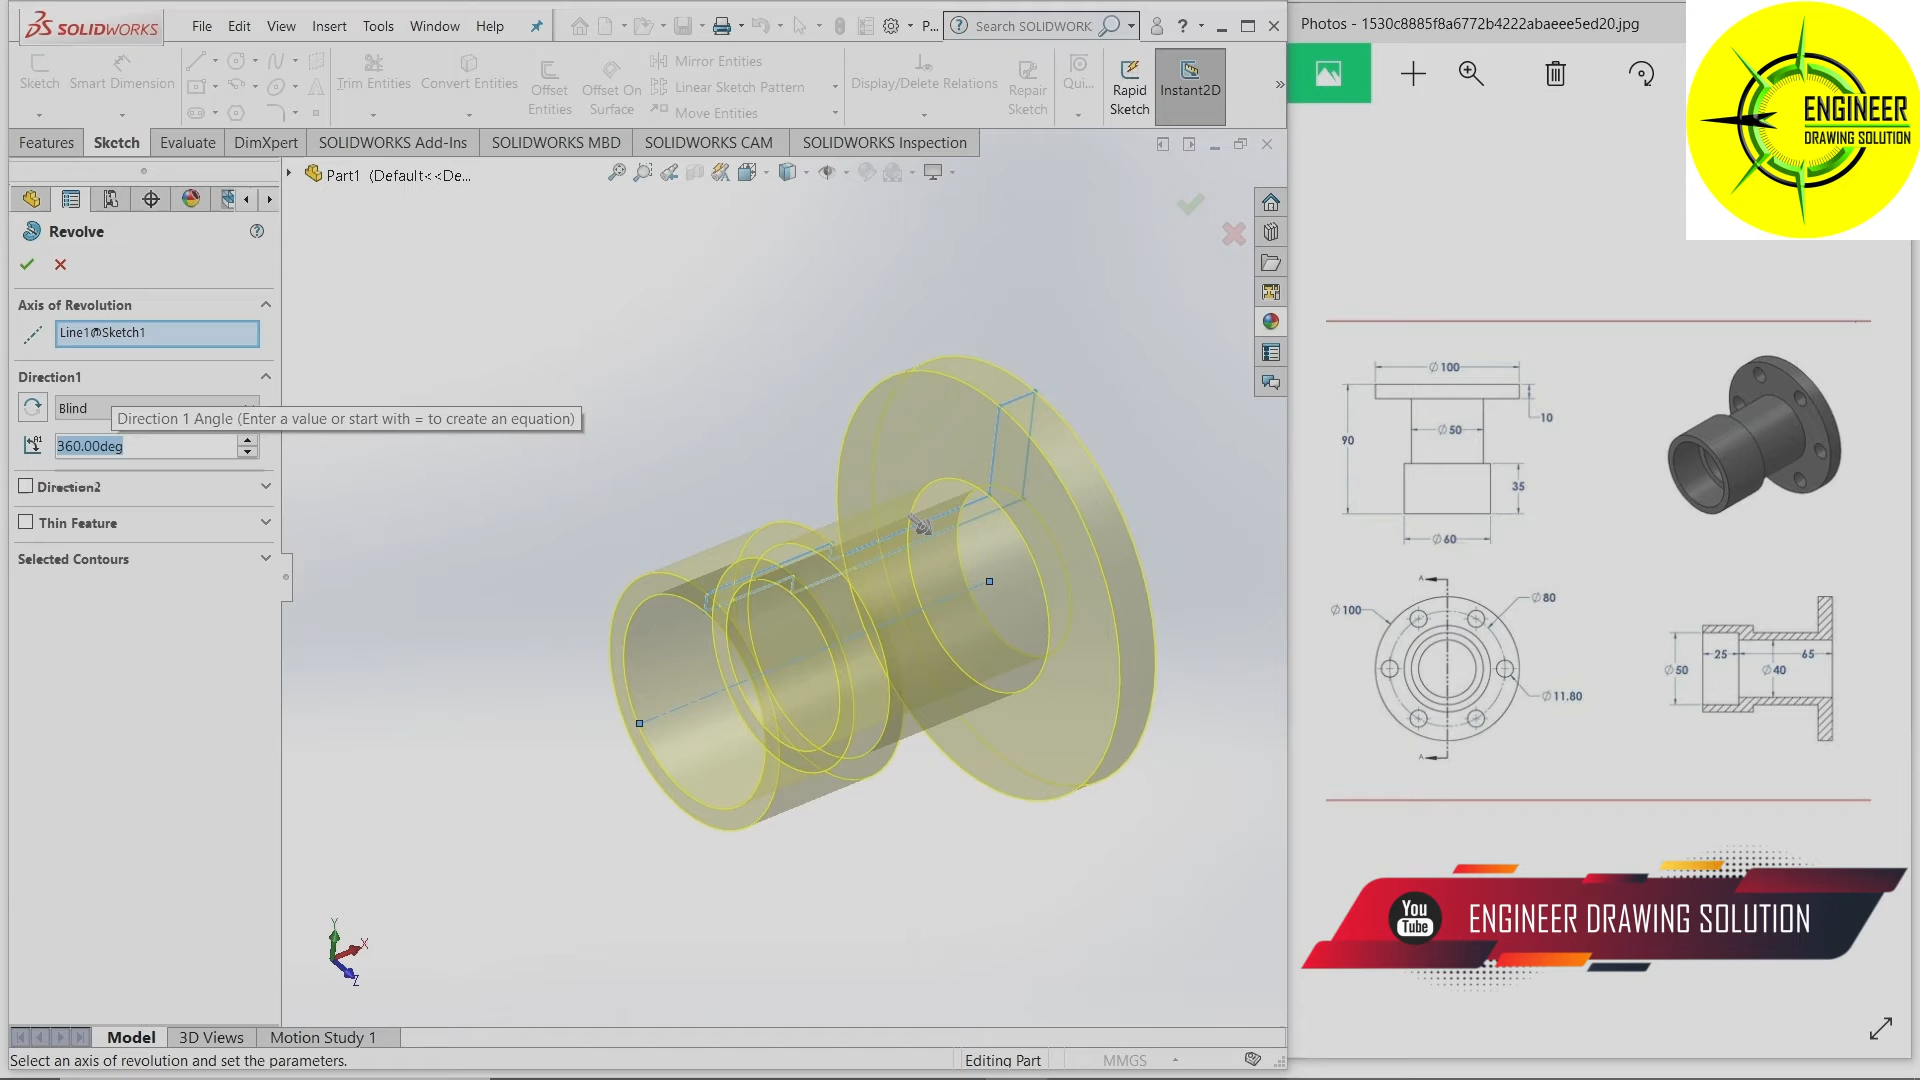 SOLIDWORKS
File Edit View Insert Tools Window Help
P...
Search SOLIDWORK
Photos - 1530c8885f8a6772b4222abaeee5ed20.jpg
Sketch
Smart Dimension
Trim Entities
Convert Entities
Offset Entities
Offset On Surface
Mirror Entities
Linear Sketch Pattern
Move Entities
Display/Delete Relations
Repair Sketch
Qui...
Rapid Sketch
Instant2D
ENGINEER
DRAWING SOLUTION
Features Sketch Evaluate DimXpert SOLIDWORKS Add-Ins SOLIDWORKS MBD SOLIDWORKS CAM SOLIDWORKS Inspection
Part1 (Default<<De...
Revolve
Axis of Revolution
Line1@Sketch1
Direction1
Blind
Direction 1 Angle (Enter a value or start with = to create an equation)
360.00deg
Direction2
Thin Feature
Selected Contours
Y
X
Z
Ø100
10
90
Ø50
35
Ø60
A
Ø100
Ø80
Ø11.80
A
25
65
Ø50
Ø40
You
Tube
ENGINEER DRAWING SOLUTION
Model 3D Views Motion Study 1
Select an axis of revolution and set the parameters.
Editing Part
MMGS